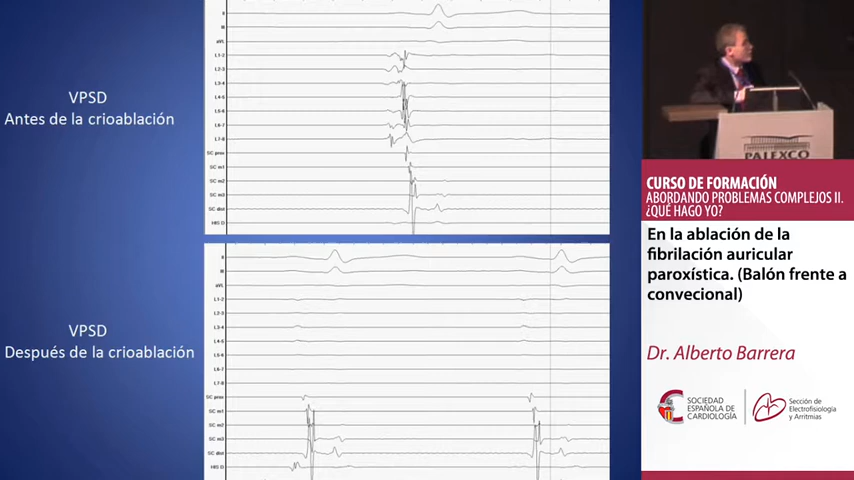 VPSD
Antes de la crioablación
II
III
aVL
L1-2
L2-3
L3-4
L4-5
L5-6
L6-7
L7-8
SC prox
SC m1
SC m2
SC m3
SC dist
HIS D
VPSD
Después de la crioablación
II
III
aVL
L1-2
L2-3
L3-4
L4-5
L5-6
L6-7
L7-8
SC prox
SC m1
SC m2
SC m3
SC dist
HIS D
PALEXCO
CURSO DE FORMACIÓN
ABORDANDO PROBLEMAS COMPLEJOS II.
¿QUÉ HAGO YO?
En la ablación de la
fibrilación auricular
paroxística. (Balón frente a
convecional)
Dr. Alberto Barrera
SOCIEDAD
ESPAÑOLA DE
CARDIOLOGÍA
Sección de
Electrofisiología
y Arritmias